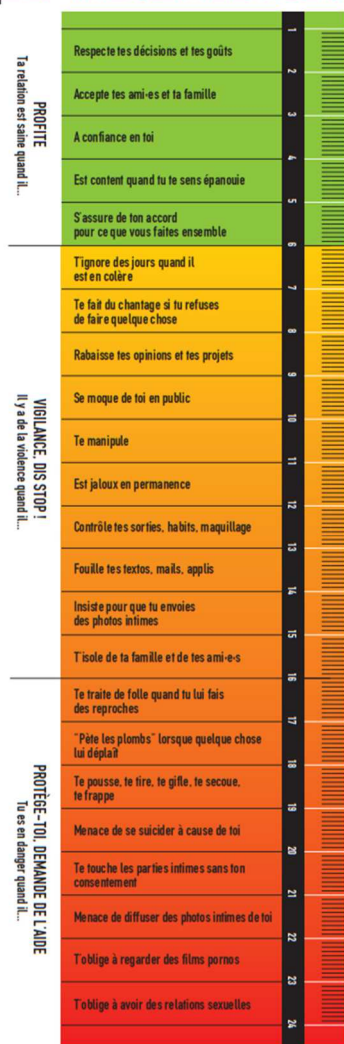 PROFITE
Ta relation est saine quand il...
1
Respecte tes décisions et tes goûts
2
Accepte tes ami-es et ta famille
3
A confiance en toi
4
Est content quand tu te sens épanouie
5
S'assure de ton accord
pour ce que vous faites ensemble
6
VIGILANCE, DIS STOP !
Il y a de la violence quand il...
T'ignore des jours quand il
est en colère
7
Te fait du chantage si tu refuses
de faire quelque chose
8
Rabaisse tes opinions et tes projets
9
Se moque de toi en public
10
Te manipule
11
Est jaloux en permanence
12
Contrôle tes sorties, habits, maquillage
13
Fouille tes textos, mails, applis
14
Insiste pour que tu envoies
des photos intimes
15
T'isole de ta famille et de tes ami-e-s
16
PROTÈGE-TOI, DEMANDE DE L'AIDE
Tu es en danger quand il...
Te traite de folle quand tu lui fais
des reproches
17
"Pète les plombs" lorsque quelque chose
lui déplaît
18
Te pousse, te tire, te gifle, te secoue,
te frappe
19
Menace de se suicider à cause de toi
20
Te touche les parties intimes sans ton
consentement
21
Menace de diffuser des photos intimes de toi
22
T'oblige à regarder des films pornos
23
T'oblige à avoir des relations sexuelles
24